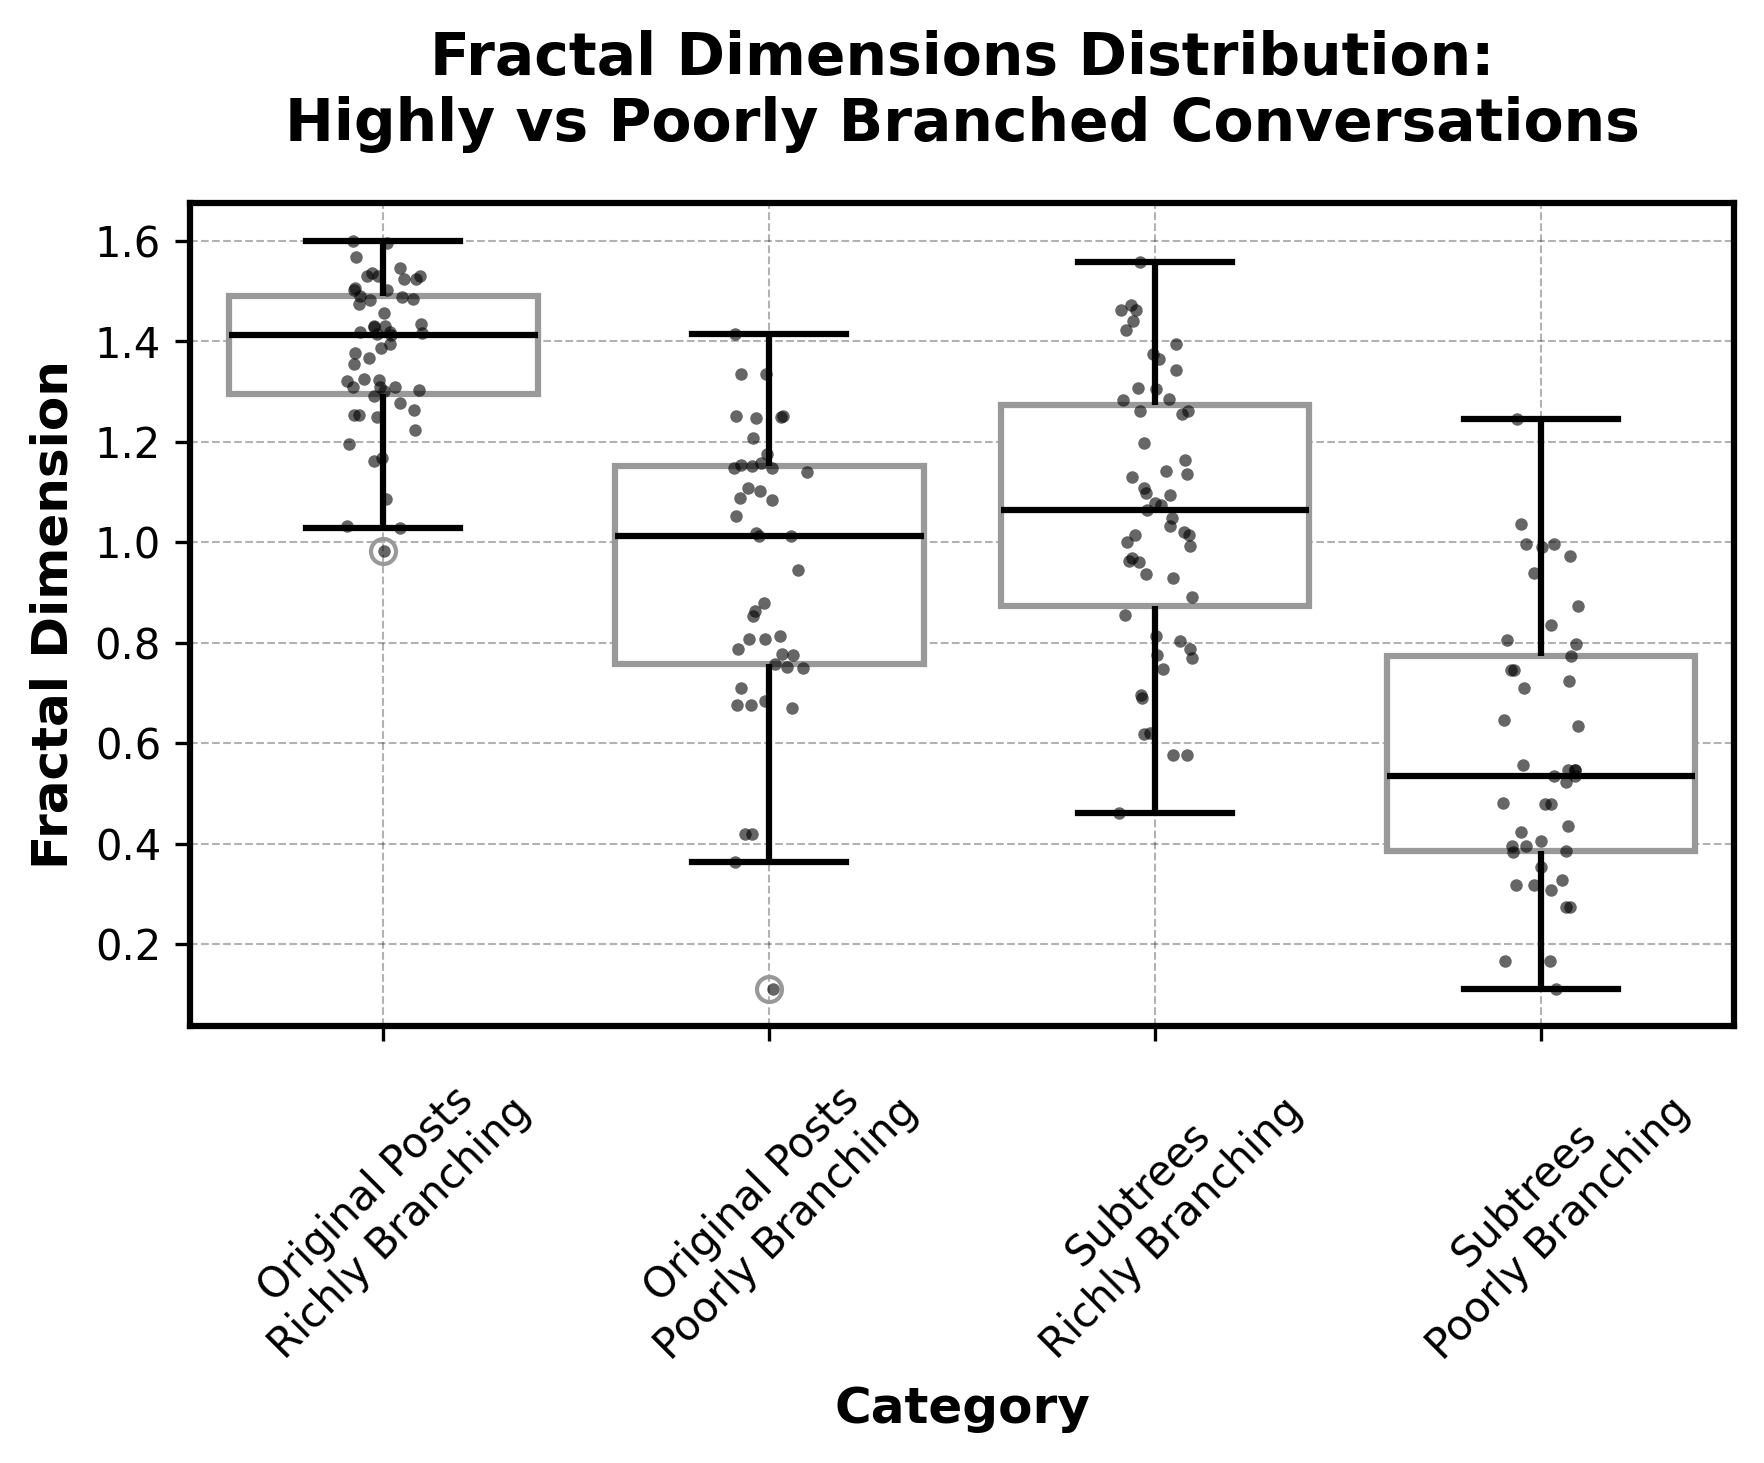 Fractal Dimensions Distribution:
Highly vs Poorly Branched Conversations
Fractal Dimension
1.6
1.4
1.2
1.0
0.8
0.6
0.4
0.2
Original Posts
Richly Branching
Original Posts
Poorly Branching
Subtrees
Richly Branching
Subtrees
Poorly Branching
Category